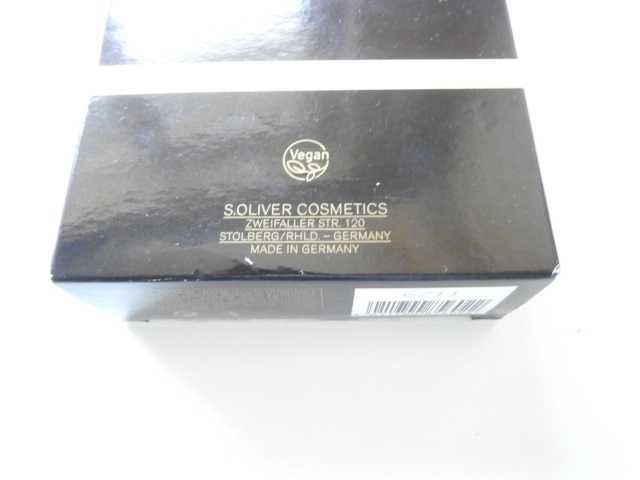 Vegan
S.OLIVER COSMETICS
ZWEIFALLER STR. 120
STOLBERG/RHLD. – GERMANY
MADE IN GERMANY